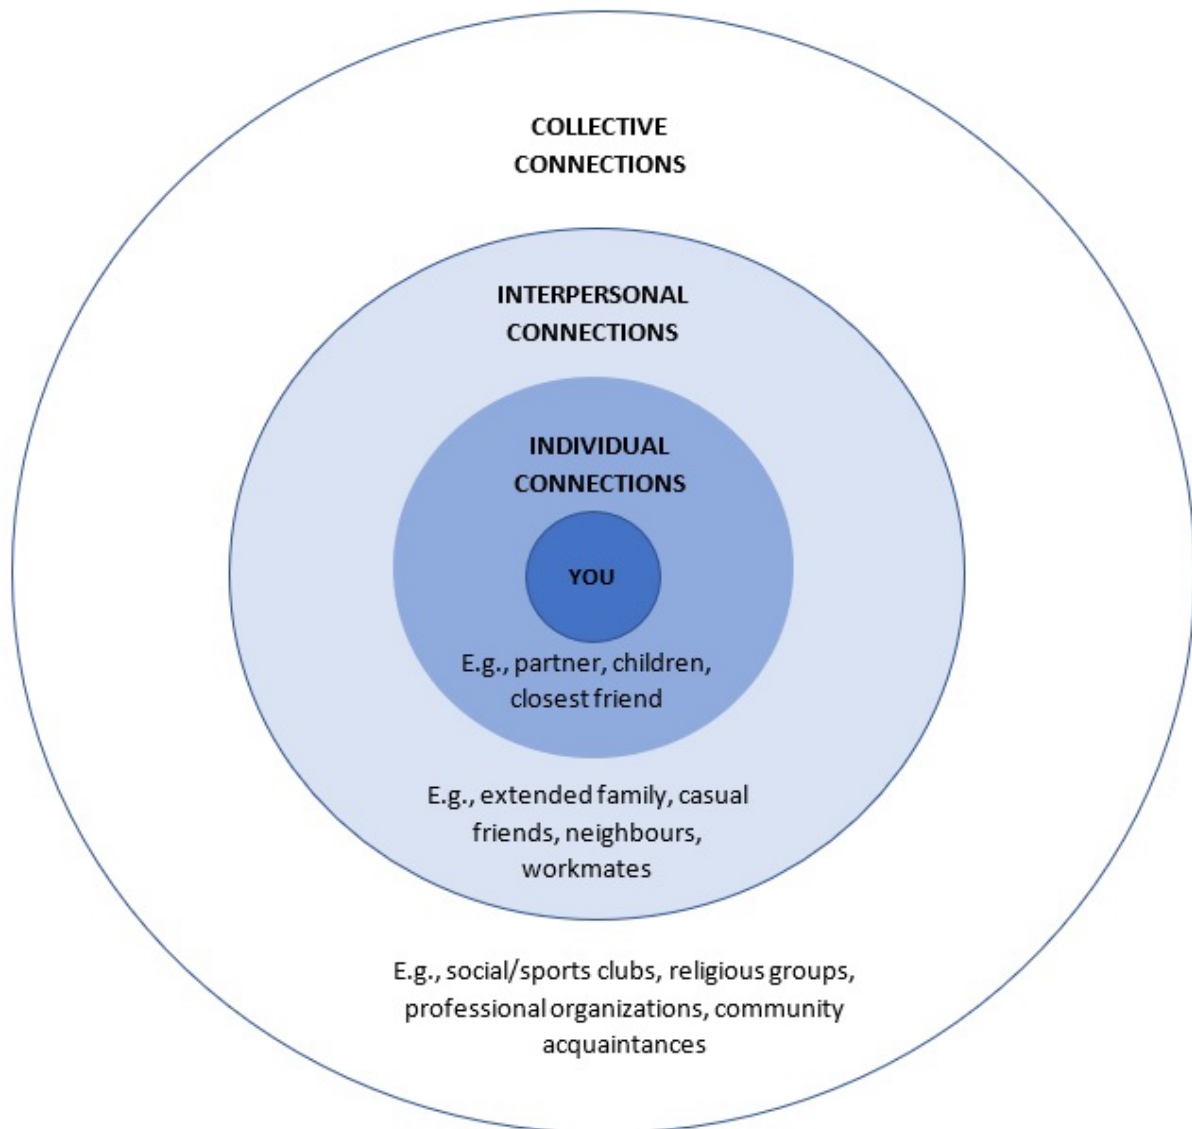 COLLECTIVE
CONNECTIONS
INTERPERSONAL
CONNECTIONS
INDIVIDUAL
CONNECTIONS
YOU
E.g., partner, children,
closest friend
E.g., extended family, casual
friends, neighbours,
workmates
E.g., social/sports clubs, religious groups,
professional organizations, community
acquaintances